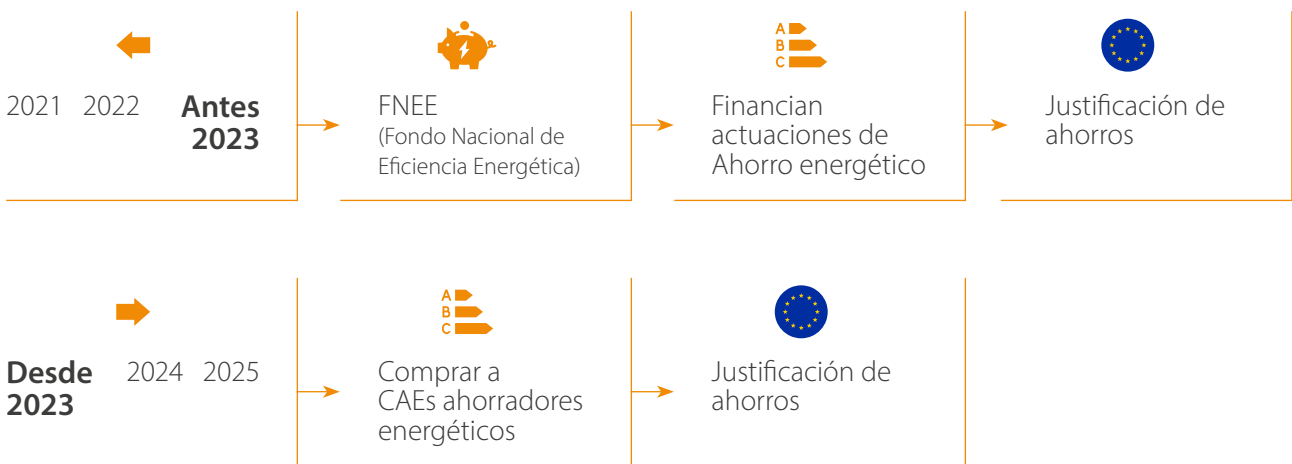 A
B
C
2021 2022 Antes 2023
FNEE
(Fondo Nacional de
Eficiencia Energética)
Financian
actuaciones de
Ahorro energético
Justificación de
ahorros
A
B
C
Desde 2023 2024 2025
Comprar a
CAEs ahorradores
energéticos
Justificación de
ahorros